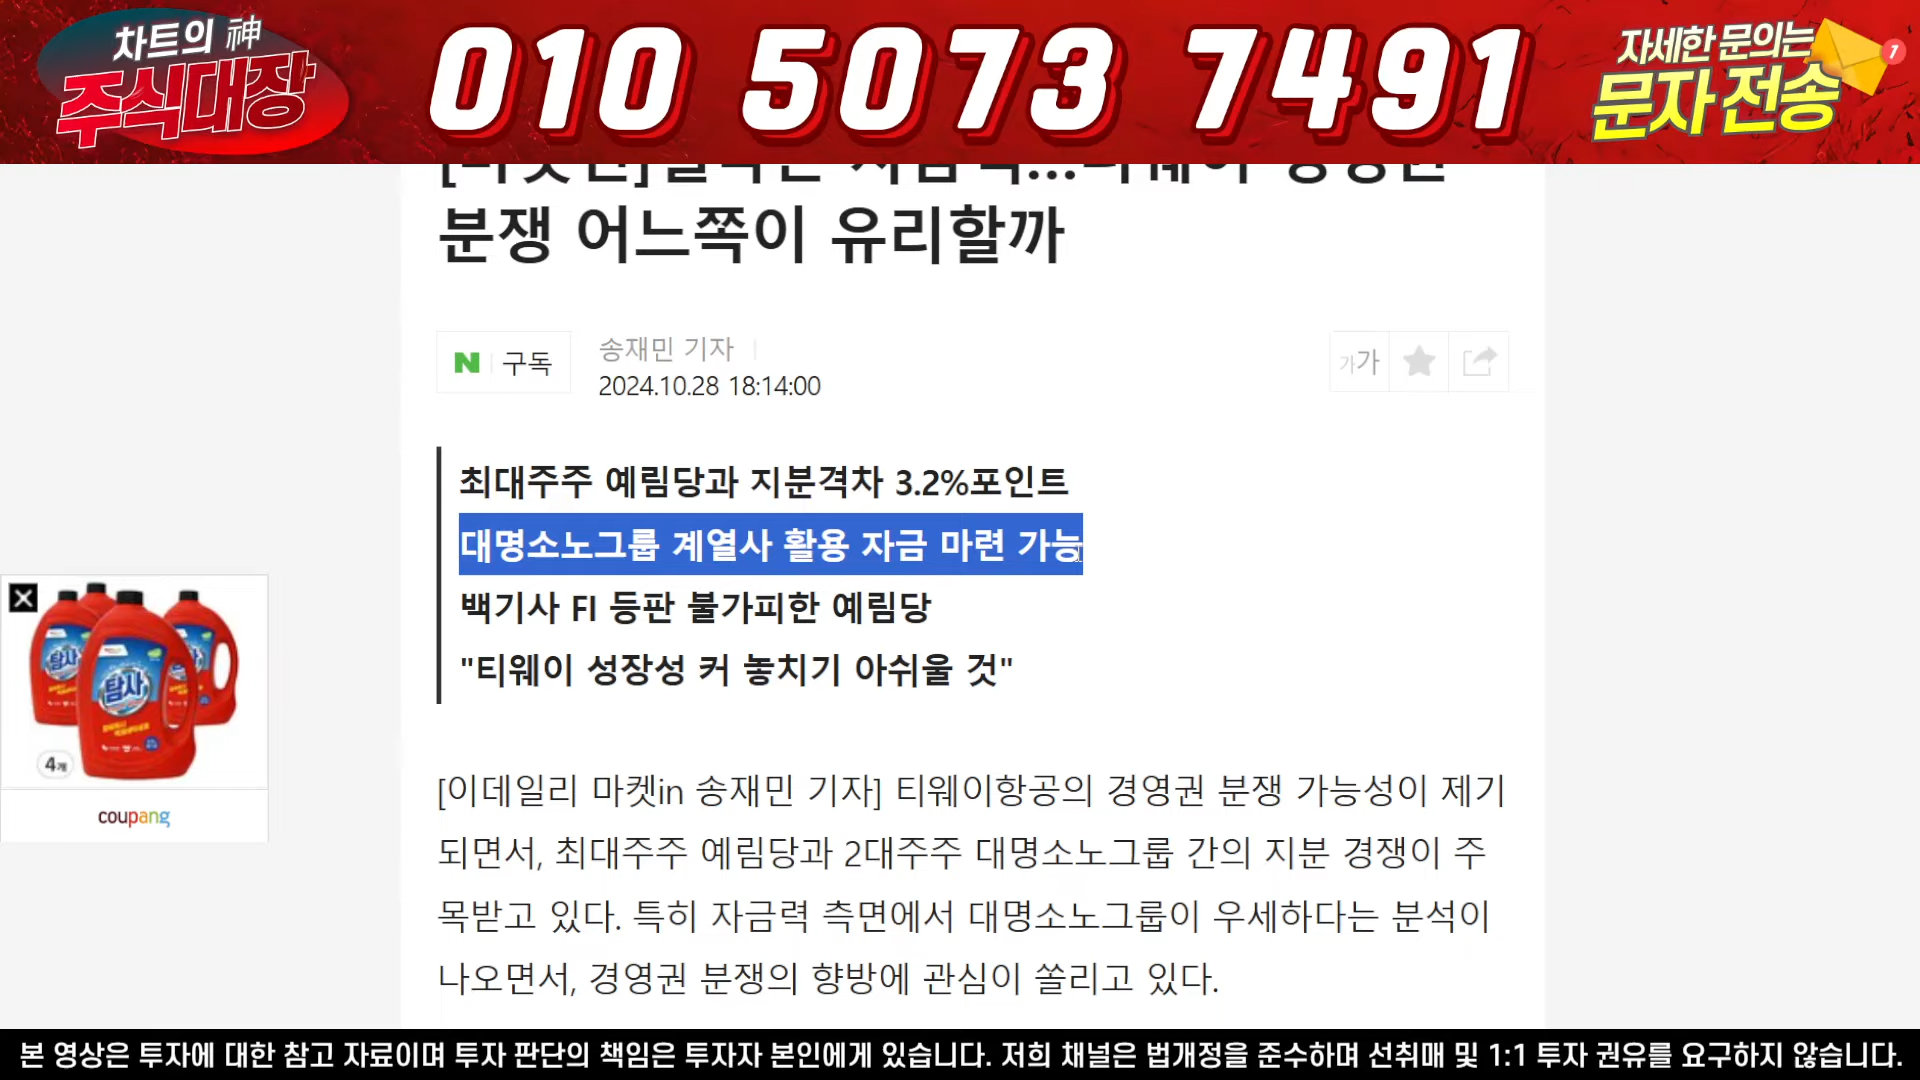 차트의 神
주식대장
010 5073 7491
자세한 문의는
문자 전송
1
분쟁 어느쪽이 유리할까
N 구독
송재민 기자
2024.10.28 18:14:00
가가
최대주주 예림당과 지분격차 3.2%포인트
대명소노그룹 계열사 활용 자금 마련 가능
백기사 FI 등판 불가피한 예림당
"티웨이 성장성 커 놓치기 아쉬울 것"
탐사
4개
coupang
[이데일리 마켓in 송재민 기자] 티웨이항공의 경영권 분쟁 가능성이 제기
되면서, 최대주주 예림당과 2대주주 대명소노그룹 간의 지분 경쟁이 주
목받고 있다. 특히 자금력 측면에서 대명소노그룹이 우세하다는 분석이
나오면서, 경영권 분쟁의 향방에 관심이 쏠리고 있다.
본 영상은 투자에 대한 참고 자료이며 투자 판단의 책임은 투자자 본인에게 있습니다. 저희 채널은 법개정을 준수하며 선취매 및 1:1 투자 권유를 요구하지 않습니다.